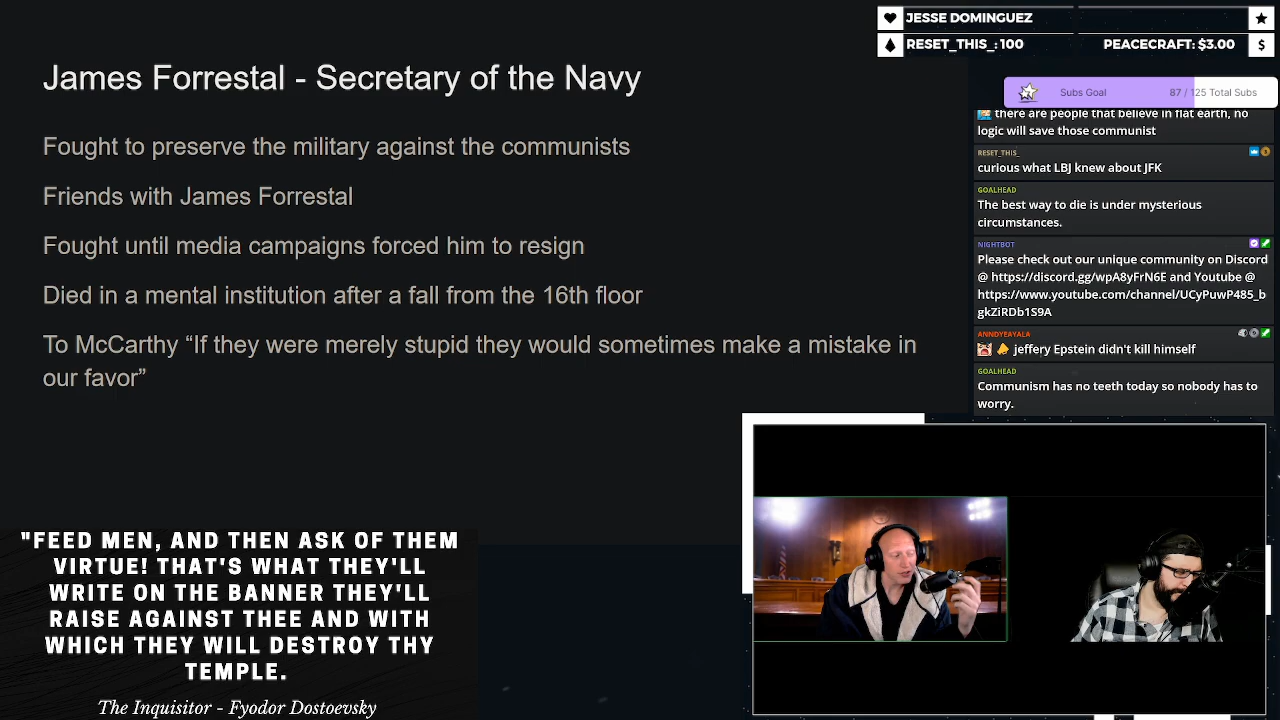 James Forrestal - Secretary of the Navy
Fought to preserve the military against the communists
Friends with James Forrestal
Fought until media campaigns forced him to resign
Died in a mental institution after a fall from the 16th floor
To McCarthy “If they were merely stupid they would sometimes make a mistake in
our favor”
"FEED MEN, AND THEN ASK OF THEM
VIRTUE! THAT'S WHAT THEY'LL
WRITE ON THE BANNER THEY'LL
RAISE AGAINST THEE AND WITH
WHICH THEY WILL DESTROY THY
TEMPLE.
The Inquisitor - Fyodor Dostoevsky
JESSE DOMINGUEZ
RESET_THIS_: 100
PEACECRAFT: $3.00
$
Subs Goal
87 / 125 Total Subs
there are people that believe in flat earth, no
logic will save those communist
RESET_THIS_
curious what LBJ knew about JFK
GOALHEAD
The best way to die is under mysterious
circumstances.
NIGHTBOT
Please check out our unique community on Discord
@ https://discord.gg/wpA8yFrN6E and Youtube @
https://www.youtube.com/channel/UCyPuwP485_b
gkZiRDb1S9A
ANNDYEAYALA
jeffery Epstein didn't kill himself
GOALHEAD
Communism has no teeth today so nobody has to
worry.